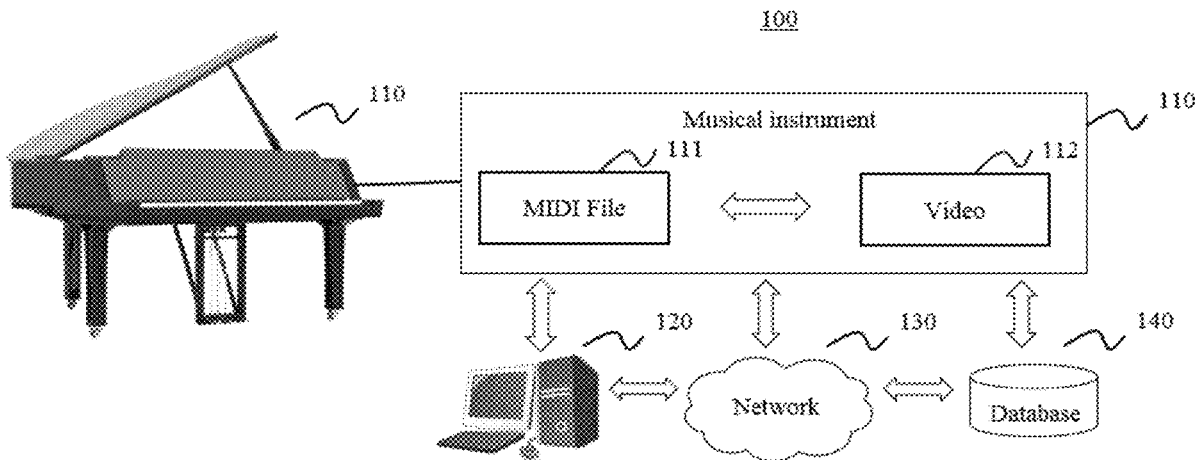 100
110
110
Musical instrument
111
112
MIDI File
Video
120
130
140
Network
Database